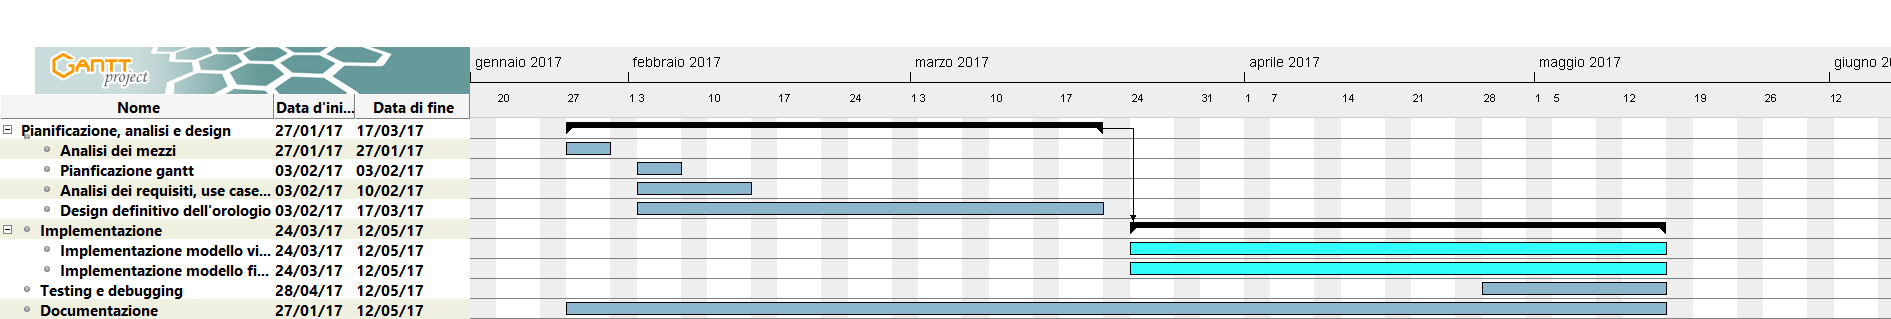 GANTT
project
gennaio 2017 febbraio 2017 marzo 2017 aprile 2017 maggio 2017 giugno 20
Nome Data d'ini... Data di fine 20 27 1 3 10 17 24 1 3 10 17 24 31 1 7 14 21 28 1 5 12 19 26 12
Pianificazione, analisi e design 27/01/17 17/03/17
Analisi dei mezzi 27/01/17 27/01/17
Pianficazione gantt 03/02/17 03/02/17
Analisi dei requisiti, use case... 03/02/17 10/02/17
Design definitivo dell'orologio 03/02/17 17/03/17
Implementazione 24/03/17 12/05/17
Implementazione modello vi... 24/03/17 12/05/17
Implementazione modello fi... 24/03/17 12/05/17
Testing e debugging 28/04/17 12/05/17
Documentazione 27/01/17 12/05/17